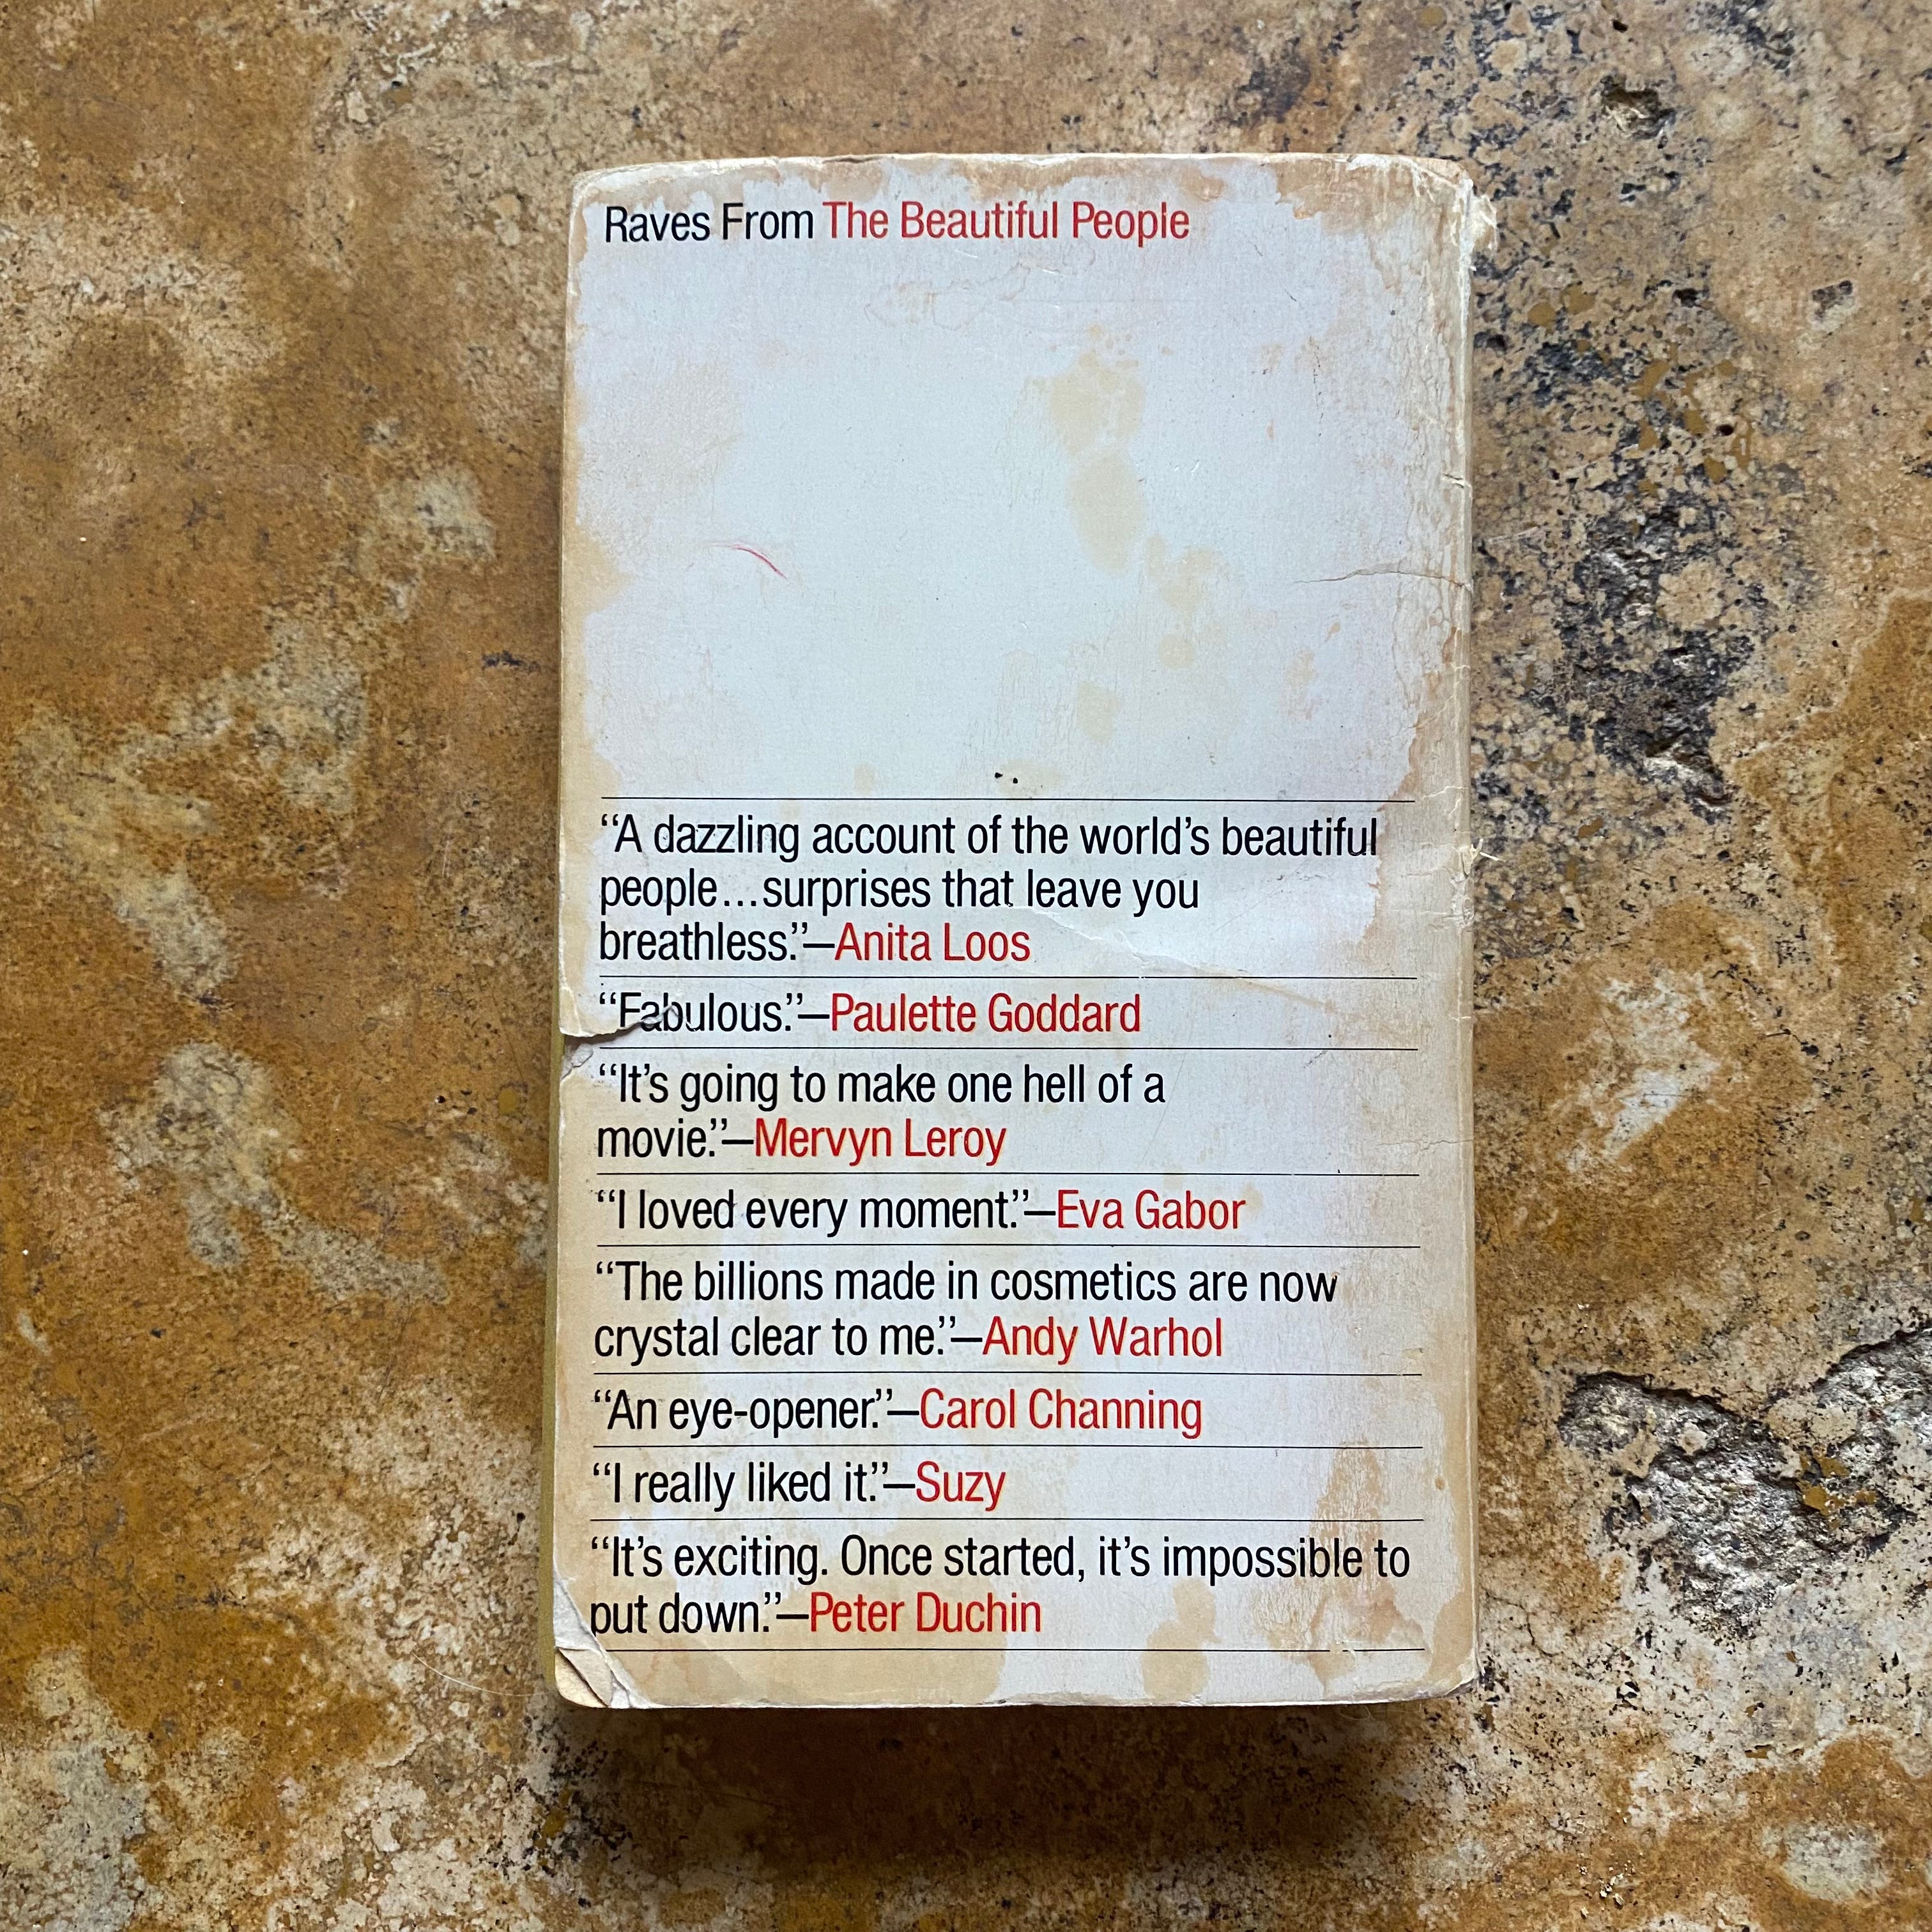 Raves From The Beautiful People
“A dazzling account of the world’s beautiful
people...surprises that leave you
breathless.”—Anita Loos
“Fabulous.”—Paulette Goddard
“It’s going to make one hell of a
movie.”—Mervyn Leroy
“I loved every moment.”—Eva Gabor
“The billions made in cosmetics are now
crystal clear to me.”—Andy Warhol
“An eye-opener.”—Carol Channing
“I really liked it.”—Suzy
“It’s exciting. Once started, it’s impossible to
put down.”—Peter Duchin